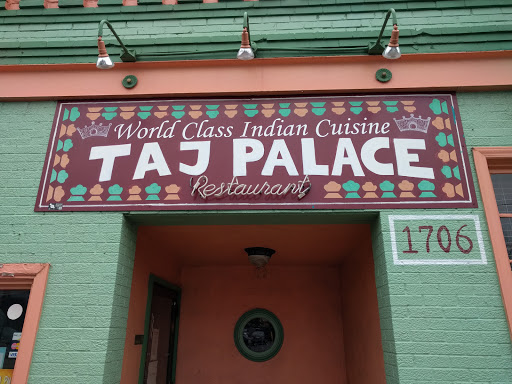 World Class Indian Cuisine
TAJ PALACE
Restaurant
1706